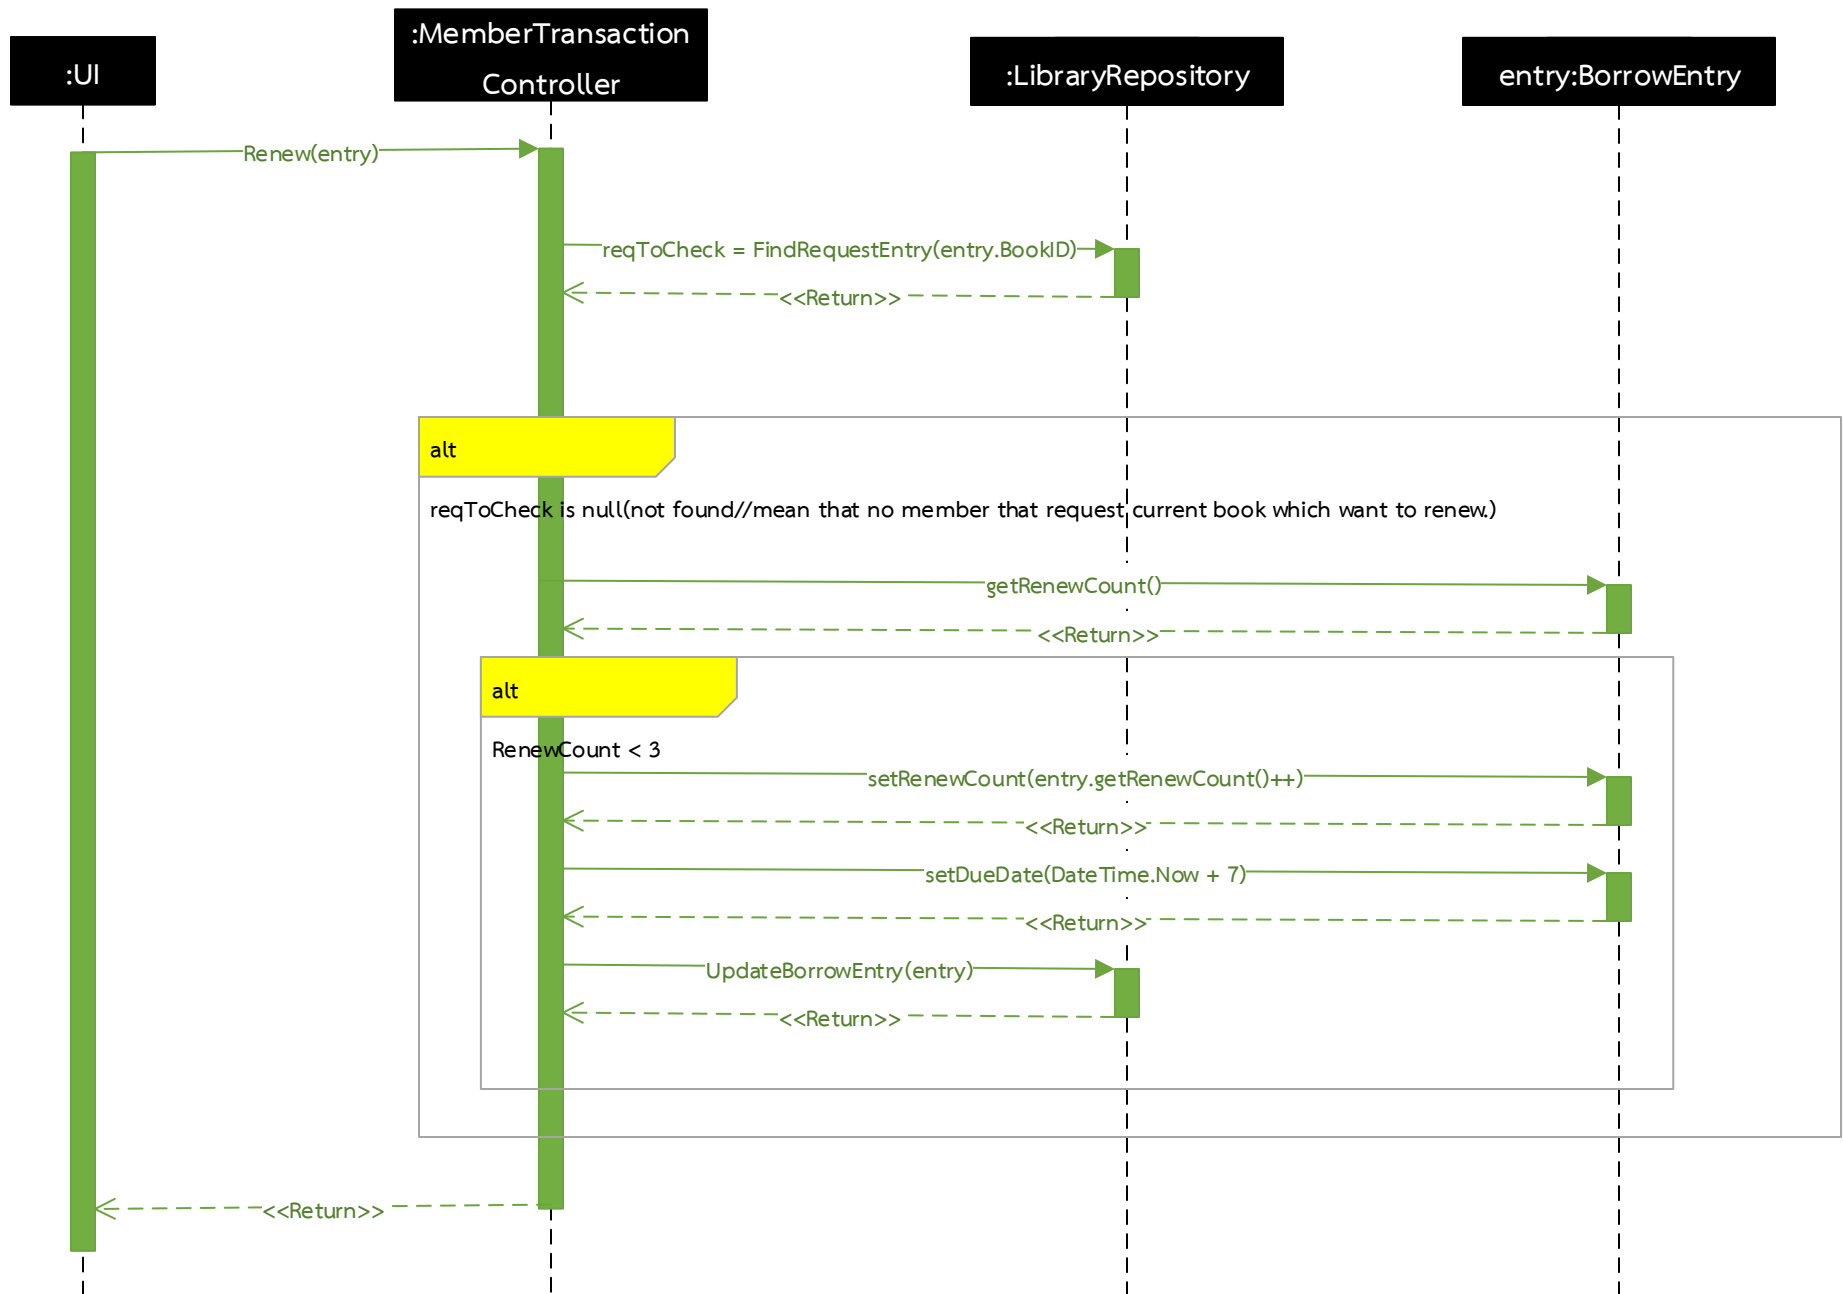 :UI
:MemberTransaction
Controller
:LibraryRepository
entry:BorrowEntry
Renew(entry)
reqToCheck = FindRequestEntry(entry.BookID)
<<Return>>
alt
reqToCheck is null(not found//mean that no member that request current book which want to renew.)
getRenewCount()
<<Return>>
alt
RenewCount < 3
setRenewCount(entry.getRenewCount()++)
<<Return>>
setDueDate(DateTime.Now + 7)
<<Return>>
UpdateBorrowEntry(entry)
<<Return>>
<<Return>>